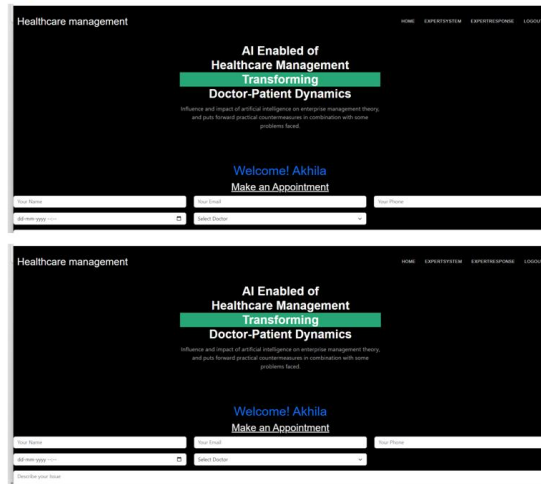 Healthcare management
HOME EXPERTSYSTEM EXPERTRESPONSE LOGOUT
AI Enabled of
Healthcare Management
Transforming
Doctor-Patient Dynamics
Influence and impact of artificial intelligence on enterprise management theory,
and puts forward practical countermeasures in combination with some
problems faced.
Welcome! Akhila
Make an Appointment
Your Name Your Email Your Phone
dd-mm-yyyy --:-- Select Doctor
Healthcare management
HOME EXPERTSYSTEM EXPERTRESPONSE LOGOUT
AI Enabled of
Healthcare Management
Transforming
Doctor-Patient Dynamics
Influence and impact of artificial intelligence on enterprise management theory,
and puts forward practical countermeasures in combination with some
problems faced.
Welcome! Akhila
Make an Appointment
Your Name Your Email Your Phone
dd-mm-yyyy --:-- Select Doctor
Describe your issue